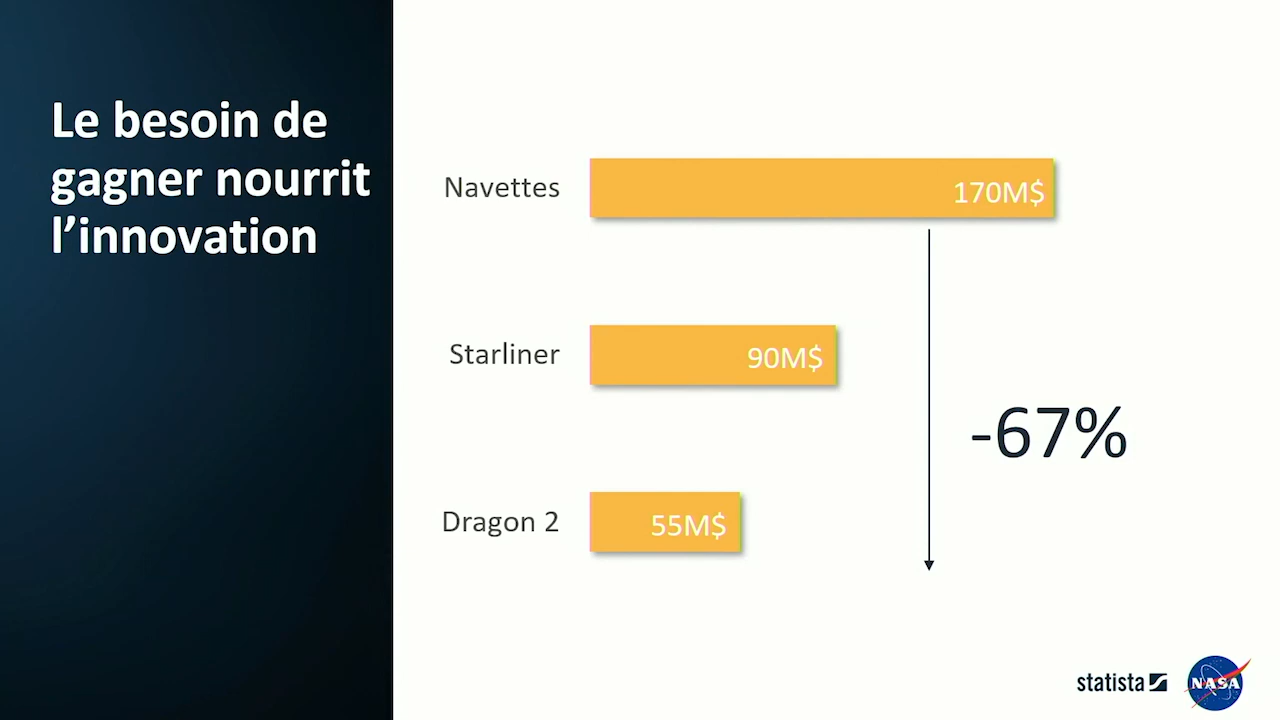 Le besoin de
gagner nourrit
l’innovation
Navettes
170M$
Starliner
90M$
-67%
Dragon 2
55M$
statista
NASA